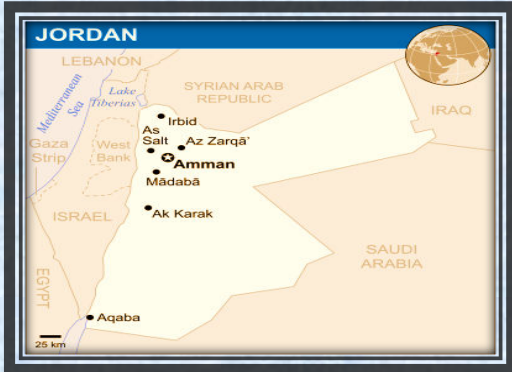 JORDAN
LEBANON
Mediterranean
Sea
Lake
Tiberias
SYRIAN ARAB
REPUBLIC
IRAQ
Irbid
As
Salt
Az Zarqā'
Gaza
Strip
West
Bank
Amman
Mādabā
ISRAEL
Ak Karak
SAUDI
ARABIA
EGYPT
Aqaba
25 km